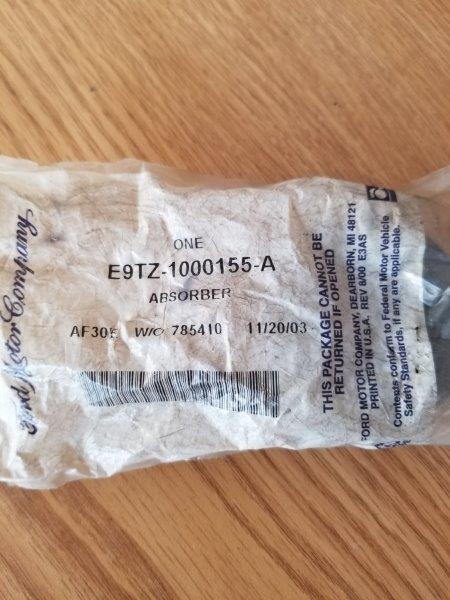 ONE
E9TZ-1000155-A
ABSORBER
AF30E W/O 785410 11/20/03
Ford Motor Company,
THIS PACKAGE CANNOT BE
RETURNED IF OPENED
FORD MOTOR COMPANY, DEARBORN, MI 48121
PRINTED IN U.S.A. REV 8/00 E3AS
Contents conform to Federal Motor Vehicle
Safety Standards, if any are applicable.